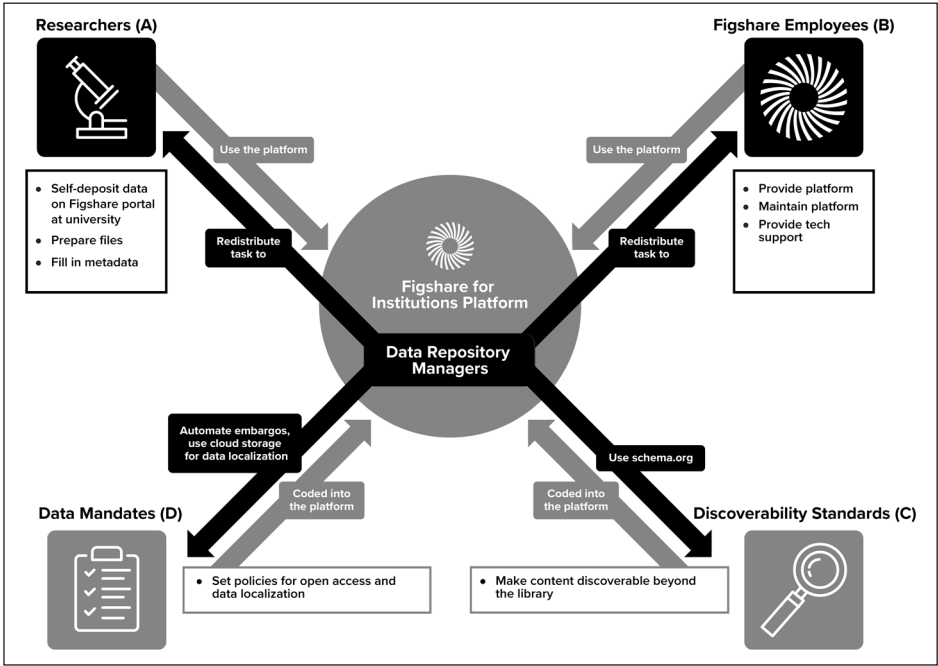 Researchers (A)
Figshare Employees (B)
Use the platform
Use the platform
• Self-deposit data
on Figshare portal
at university
• Prepare files
• Fill in metadata
• Provide platform
• Maintain platform
• Provide tech
support
Redistribute
task to
Redistribute
task to
Figshare for
Institutions Platform
Data Repository
Managers
Automate embargos,
use cloud storage
for data localization
Use schema.org
Coded into
the platform
Coded into
the platform
Data Mandates (D)
Discoverability Standards (C)
• Set policies for open access and
data localization
• Make content discoverable beyond
the library